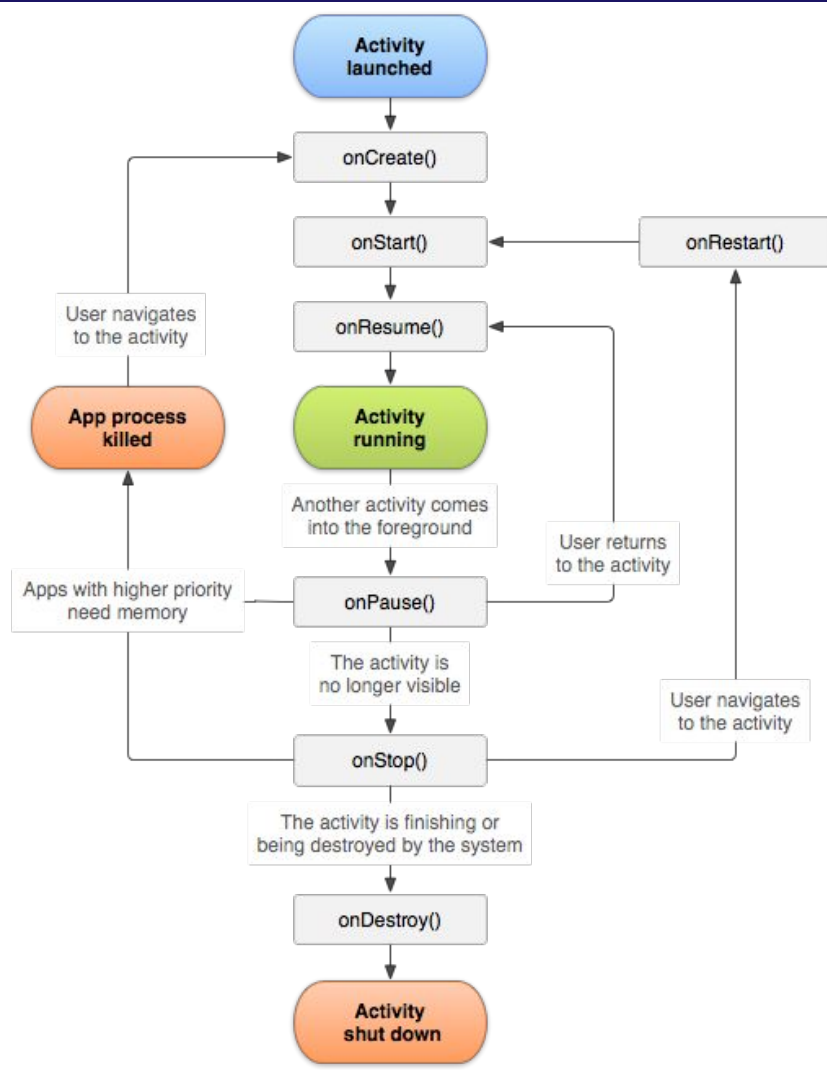 Activity
launched
onCreate()
onStart()
onRestart()
User navigates
to the activity
onResume()
App process
killed
Activity
running
Another activity comes
into the foreground
User returns
to the activity
Apps with higher priority
need memory
onPause()
The activity is
no longer visible
User navigates
to the activity
onStop()
The activity is finishing or
being destroyed by the system
onDestroy()
Activity
shut down